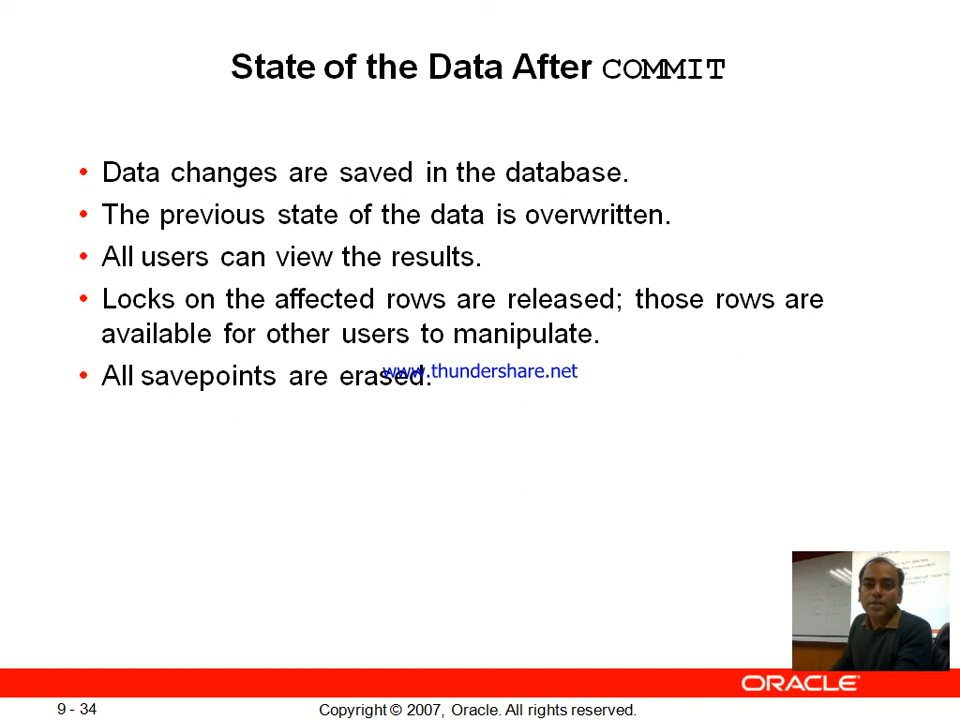 State of the Data After COMMIT
• Data changes are saved in the database.
• The previous state of the data is overwritten.
• All users can view the results.
• Locks on the affected rows are released; those rows are
available for other users to manipulate.
• All savepoints are erased.
www.thundershare.net
ORACLE
9 - 34
Copyright © 2007, Oracle. All rights reserved.